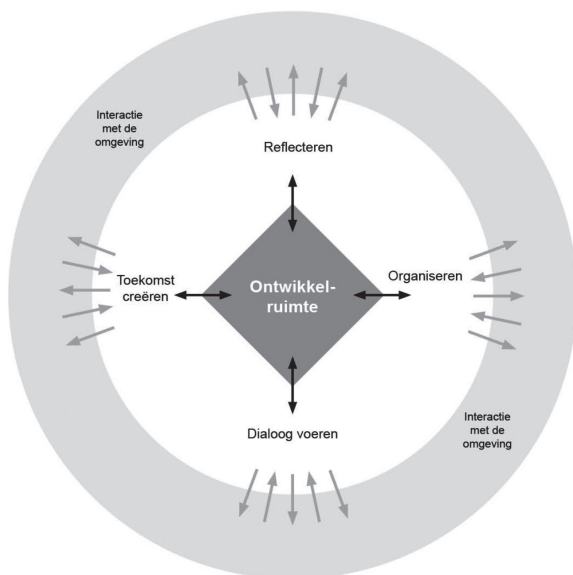 Interactie
met de
omgeving
Reflecteren
Toekomst
creëren
Ontwikkel-
ruimte
Organiseren
Dialoog voeren
Interactie
met de
omgeving